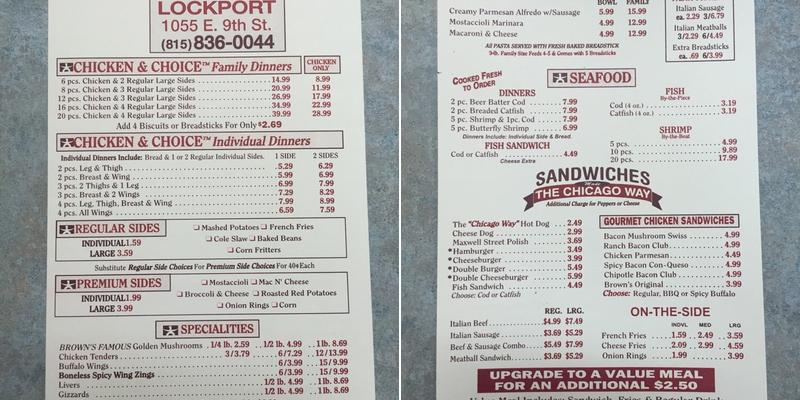 LOCKPORT
1055 E. 9th St.
(815) 836-0044
CHICKEN & CHOICE™ Family Dinners CHICKEN ONLY
6 pcs. Chicken & 2 Regular Large Sides 14.99 8.99
8 pcs. Chicken & 3 Regular Large Sides 20.99 11.99
12 pcs. Chicken & 3 Regular Large Sides 26.99 17.99
16 pcs. Chicken & 4 Regular Large Sides 34.99 22.99
20 pcs. Chicken & 4 Regular Large Sides 39.99 28.99
Add 4 Biscuits or Breadsticks For Only $2.69
CHICKEN & CHOICE™ Individual Dinners
Individual Dinners Include: Bread & 1 or 2 Regular Individual Sides. 1 SIDE 2 SIDES
2 pcs. Leg & Thigh 5.29 6.29
2 pcs. Breast & Wing 5.99 6.99
3 pcs. 2 Thighs & 1 Leg 6.99 7.99
3 pcs. Breast & 2 Wings 7.29 8.29
4 pcs. Leg, Thigh, Breast & Wing 7.99 8.99
4 pcs. All Wings 6.59 7.59
REGULAR SIDES
INDIVIDUAL 1.59
LARGE 3.59
Mashed Potatoes French Fries
Cole Slaw Baked Beans
Corn Fritters
Substitute Regular Side Choices For Premium Side Choices For 40¢ Each
PREMIUM SIDES
INDIVIDUAL 1.99
LARGE 3.99
Mostaccioli Mac N' Cheese
Broccoli & Cheese Roasted Red Potatoes
Onion Rings Corn
SPECIALITIES
BROWN'S FAMOUS Golden Mushrooms 1/4 lb. 2.59 1/2 lb. 4.99 1 lb. 8.69
Chicken Tenders 3/3.79 6/7.29 12/13.99
Buffalo Wings 6/3.99 15/9.99
Boneless Spicy Wing Zings 6/3.99 15/9.99
Livers 1/2 lb. 4.99 1 lb. 8.69
Gizzards 1/2 lb. 4.99 1 lb. 8.69
BOWL FAMILY
Creamy Parmesan Alfredo w/Sausage 5.99 15.99
Mostaccioli Marinara 4.99 12.99
Macaroni & Cheese 4.99 12.99
AS PASTA SERVED WITH FRESH BAKED BREADSTICK
9-lb. Family Size Feeds 4-5 & Comes with 5 Breadsticks
Italian Sausage
ea. 2.29 3/6.79
Italian Meatballs
3/2.29 6/4.49
Extra Breadsticks
ea. .69 6/3.99
COOKED FRESH TO ORDER
SEAFOOD
DINNERS
2 pc. Beer Batter Cod 7.99
2 pc. Breaded Catfish 7.99
5 pc. Shrimp & 1pc. Cod 7.99
5 pc. Butterfly Shrimp 6.99
Dinners Include: Individual Side & Bread.
FISH SANDWICH
Cod or Catfish 4.49
Cheese Extra
FISH
By-the-Piece
Cod (4 oz.) 3.19
Catfish (4 oz.) 3.19
SHRIMP
By-the-Boat
5 pcs. 4.99
10 pcs. 9.89
20 pcs. 17.99
SANDWICHES
Made
THE CHICAGO WAY
Additional Charge for Peppers or Cheese
The "Chicago Way" Hot Dog 2.49
Cheese Dog 2.99
Maxwell Street Polish 3.69
*Hamburger 3.49
*Cheeseburger 3.99
*Double Burger 5.49
*Double Cheeseburger 5.99
Fish Sandwich 4.49
Choose: Cod or Catfish
GOURMET CHICKEN SANDWICHES
Bacon Mushroom Swiss 4.99
Ranch Bacon Club 4.99
Chicken Parmesan 4.49
Spicy Bacon Con-Queso 4.99
Chipotle Bacon Club 4.99
Brown's Original 3.99
Choose: Regular, BBQ or Spicy Buffalo
REG. LRG.
Italian Beef $4.99 $7.49
Italian Sausage $3.69 $5.29
Beef & Sausage Combo $5.49 $7.99
Meatball Sandwich $3.69 $5.29
ON-THE-SIDE
INDVL MED LRG
French Fries 1.59 2.49 3.59
Cheese Fries 2.09 2.99 4.59
Onion Rings 1.99 3.99
UPGRADE TO A VALUE MEAL
FOR AN ADDITIONAL $2.50
Value Meal Includes: Sandwich, Fries & Regular Drink